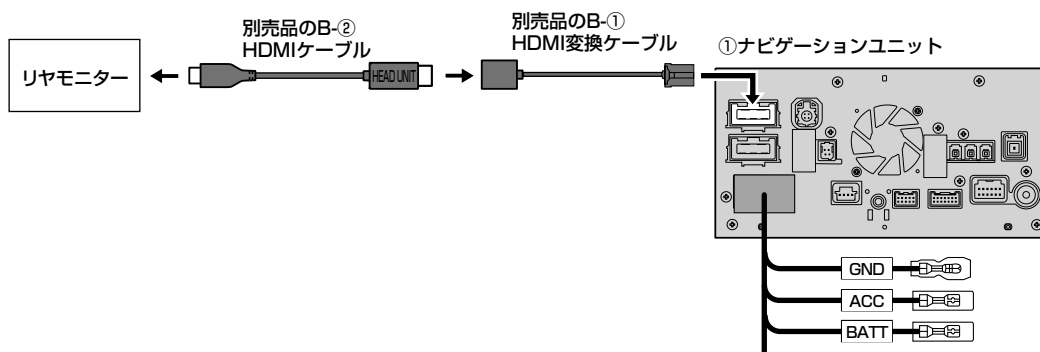 別売品のB-②
HDMIケーブル
別売品のB-①
HDMI変換ケーブル
①ナビゲーションユニット
リヤモニター
HEAD UNIT
GND
ACC
BATT